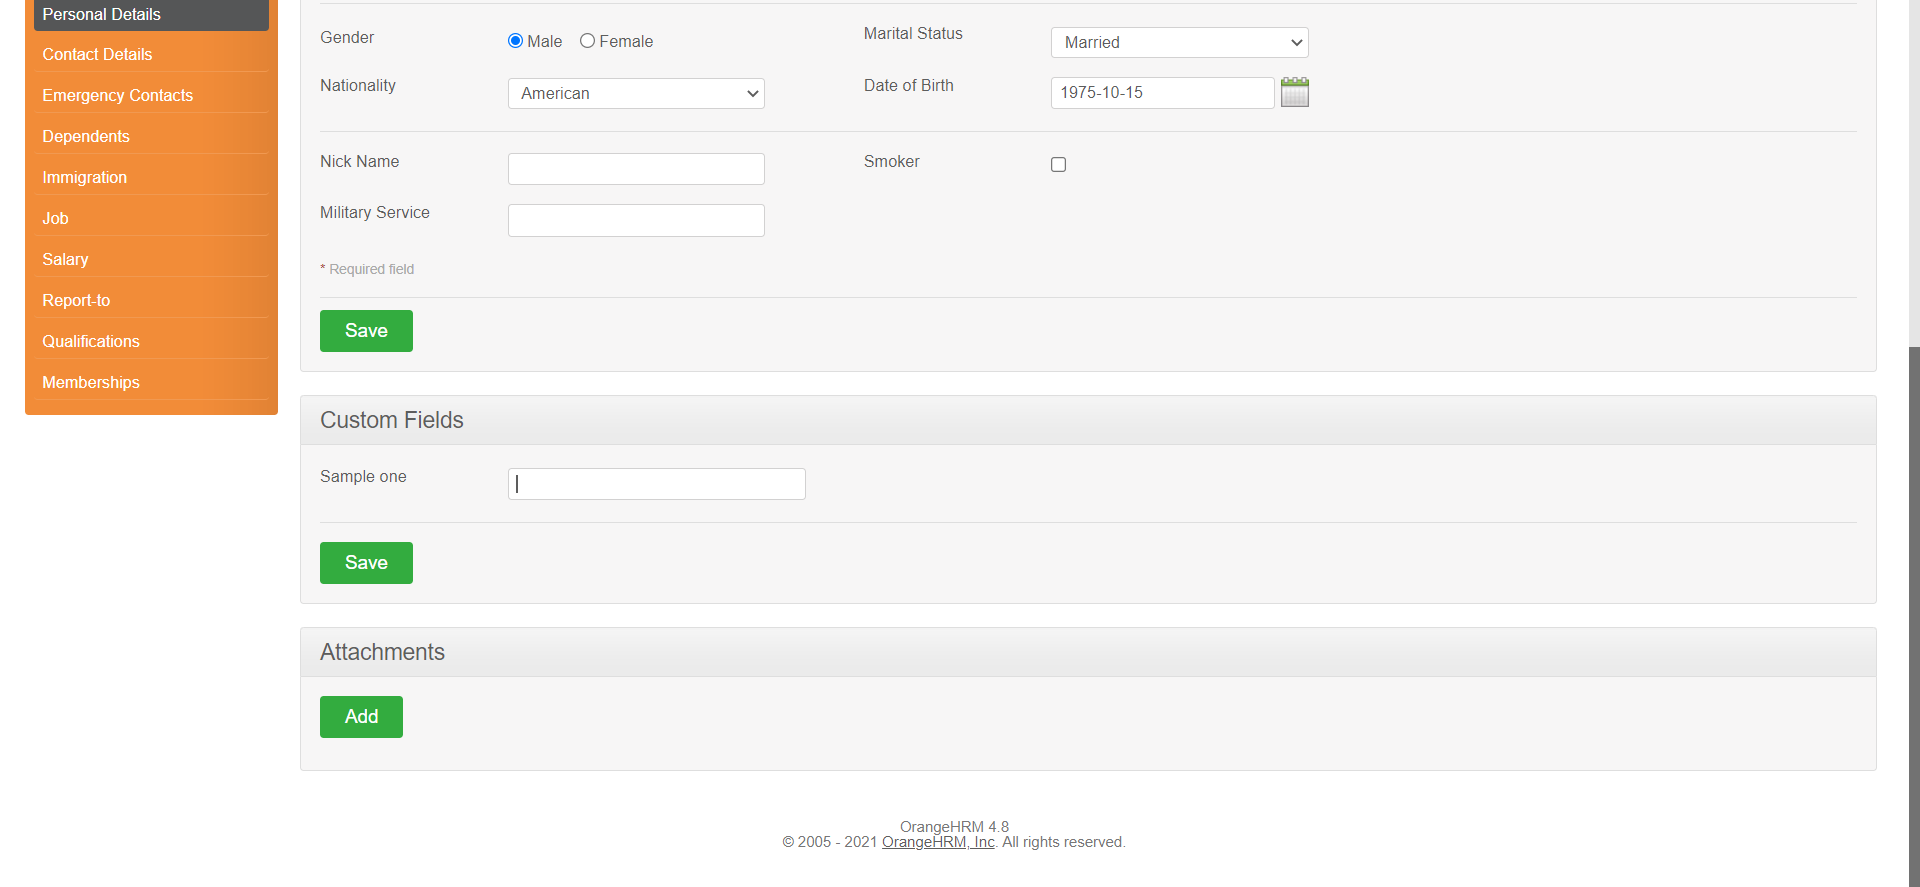 Personal Details
Contact Details
Emergency Contacts
Dependents
Immigration
Job
Salary
Report-to
Qualifications
Memberships
Gender
Male
Female
Marital Status
Married
Nationality
American
Date of Birth
1975-10-15
Nick Name
Smoker
Military Service
* Required field
Save
Custom Fields
Sample one
Save
Attachments
Add
OrangeHRM 4.8
© 2005 - 2021 OrangeHRM, Inc. All rights reserved.